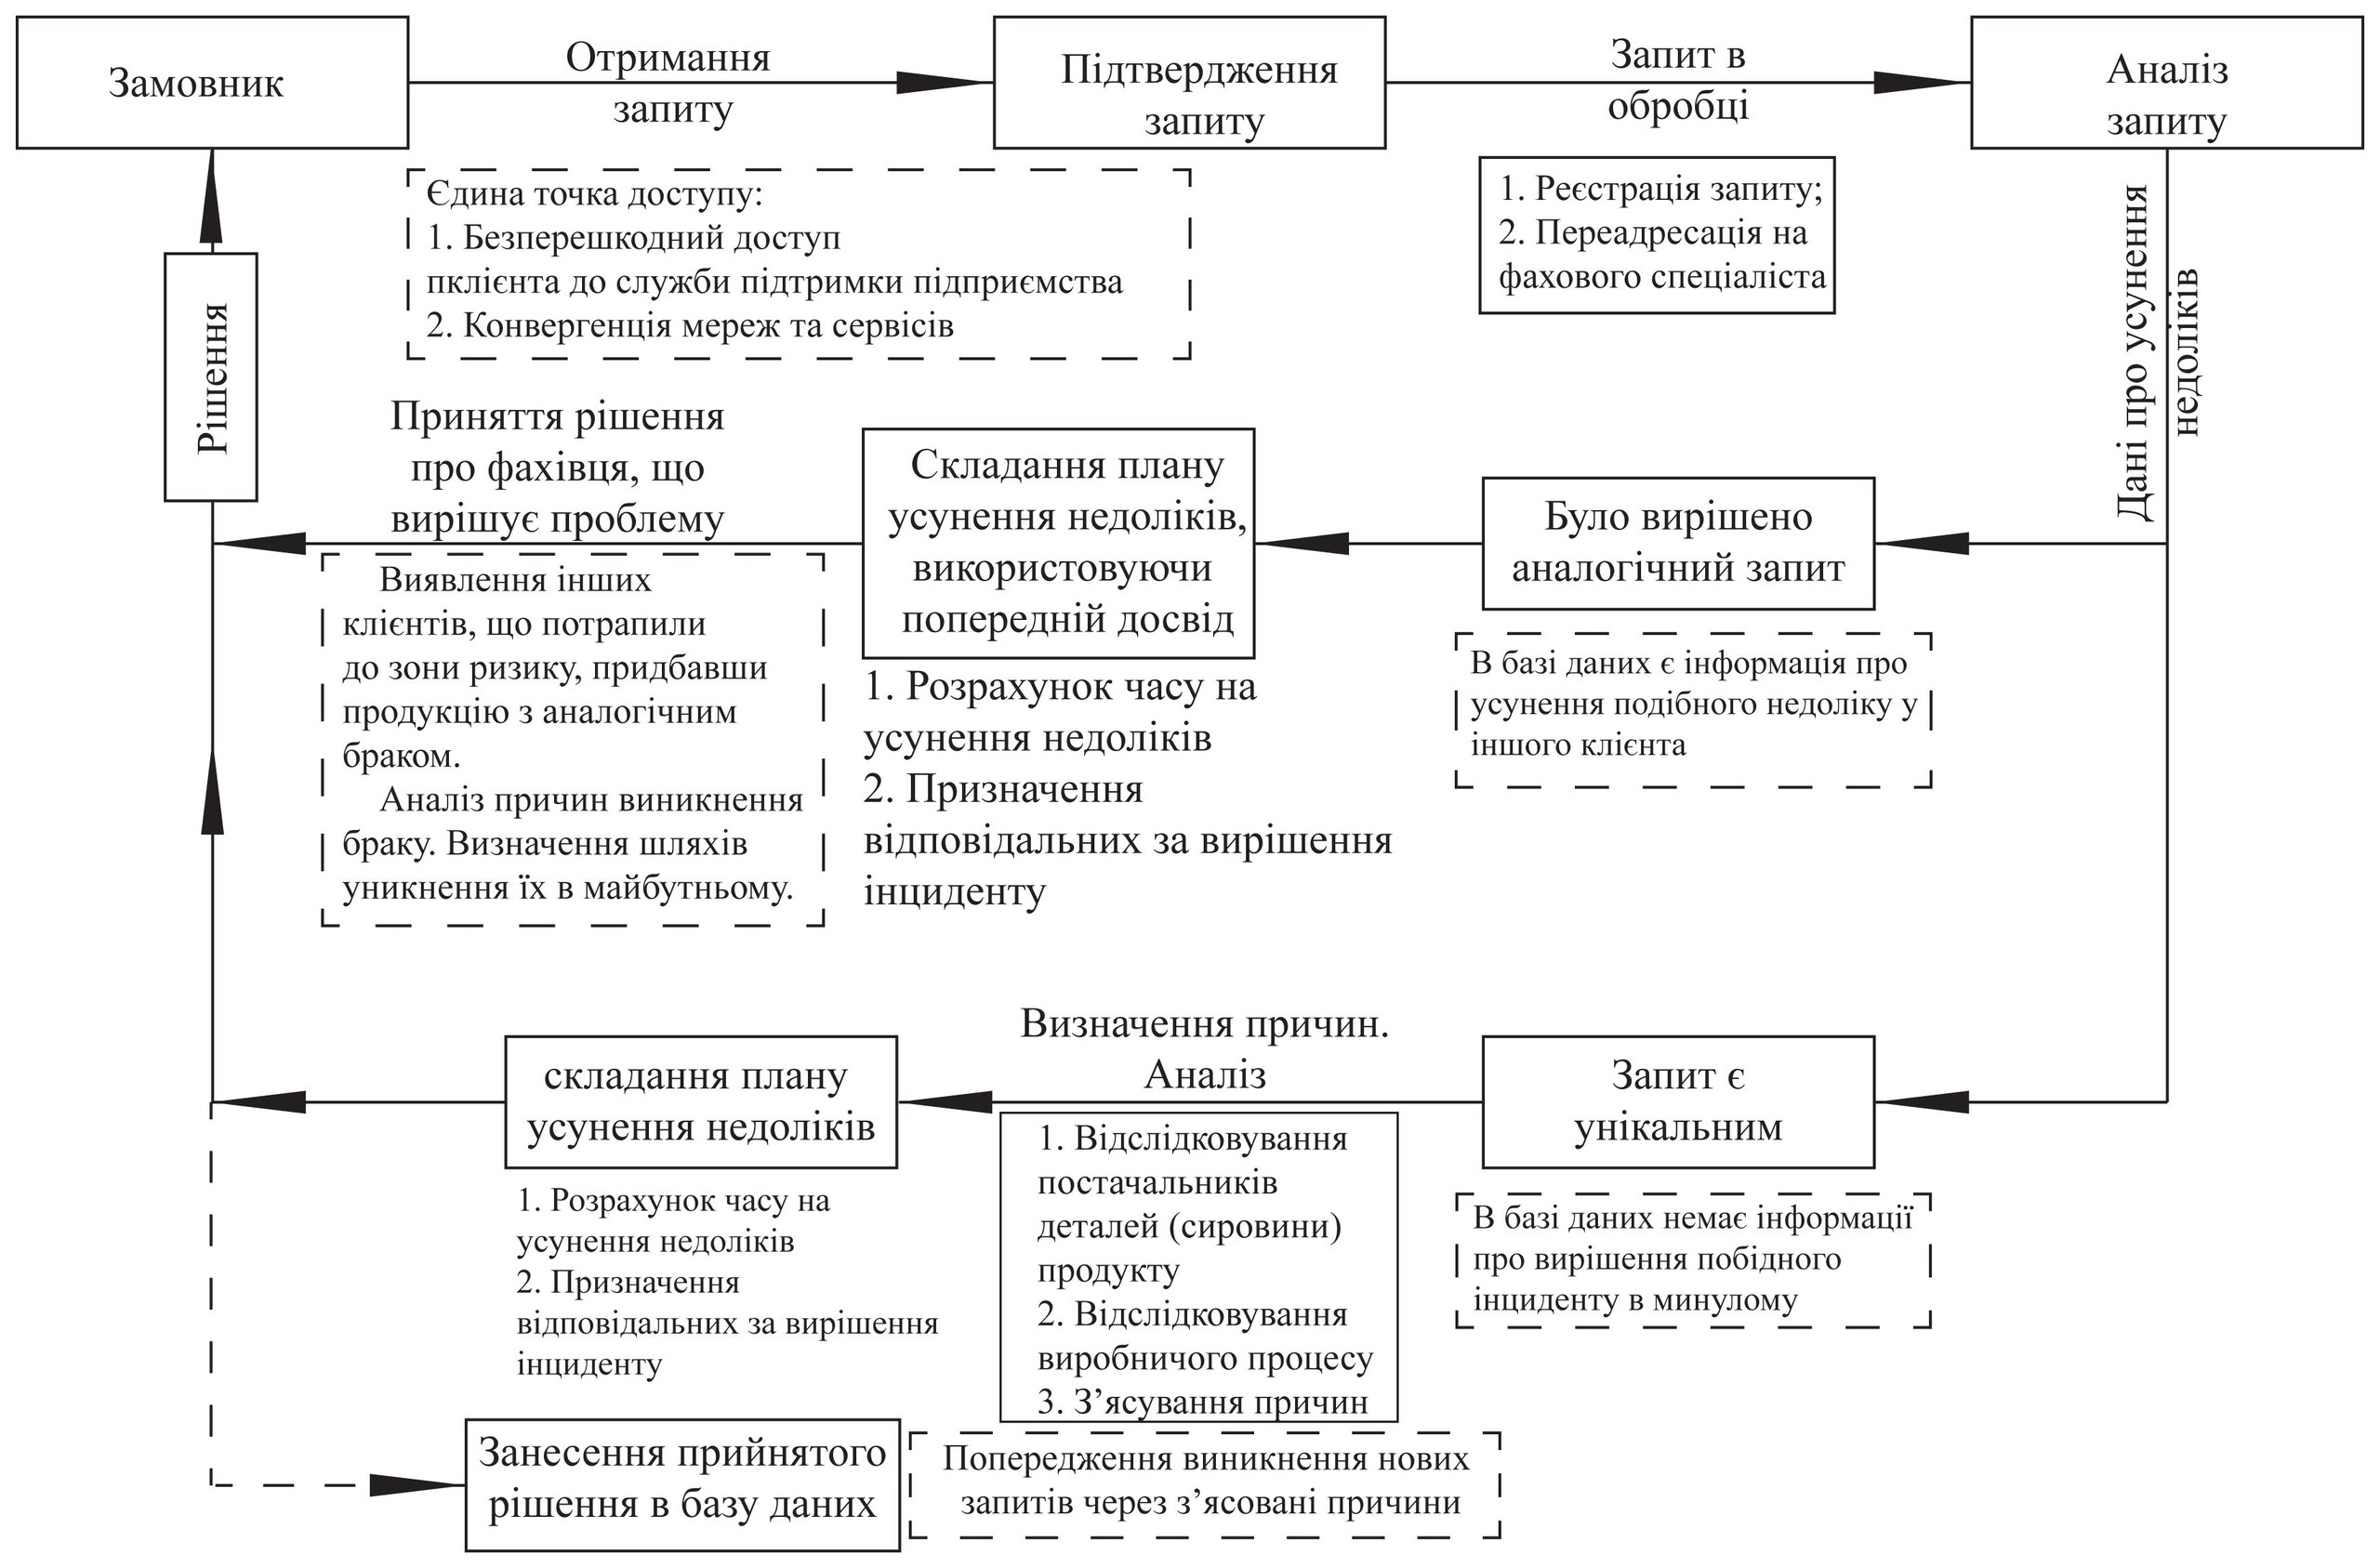 Замовник
Отримання
запиту
Підтвердження
запиту
Запит в
обробці
Аналіз
запиту
Єдина точка доступу:
1. Безперешкодний доступ
пклієнта до служби підтримки підприємства
2. Конвергенція мереж та сервісів
1. Реєстрація запиту;
2. Переадресація на
фахового спеціаліста
Дані про усунення
недоліків
Рішення
Приняття рішення
про фахівця, що
вирішує проблему
Складання плану
усунення недоліків,
використовуючи
попередній досвід
Було вирішено
аналогічний запит
Виявлення інших
клієнтів, що потрапили
до зони ризику, придбавши
продукцію з аналогічним
браком.
Аналіз причин виникнення
браку. Визначення шляхів
уникнення їх в майбутньому.
1. Розрахунок часу на
усунення недоліків
2. Призначення
відповідальних за вирішення
інциденту
В базі даних є інформація про
усунення подібного недоліку у
іншого клієнта
складання плану
усунення недоліків
Визначення причин.
Аналіз
Запит є
унікальним
1. Розрахунок часу на
усунення недоліків
2. Призначення
відповідальних за вирішення
інциденту
1. Відслідковування
постачальників
деталей (сировини)
продукту
2. Відслідковування
виробничого процесу
3. З’ясування причин
В базі даних немає інформації
про вирішення побідного
інциденту в минулому
Занесення прийнятого
рішення в базу даних
Попередження виникнення нових
запитів через з’ясовані причини